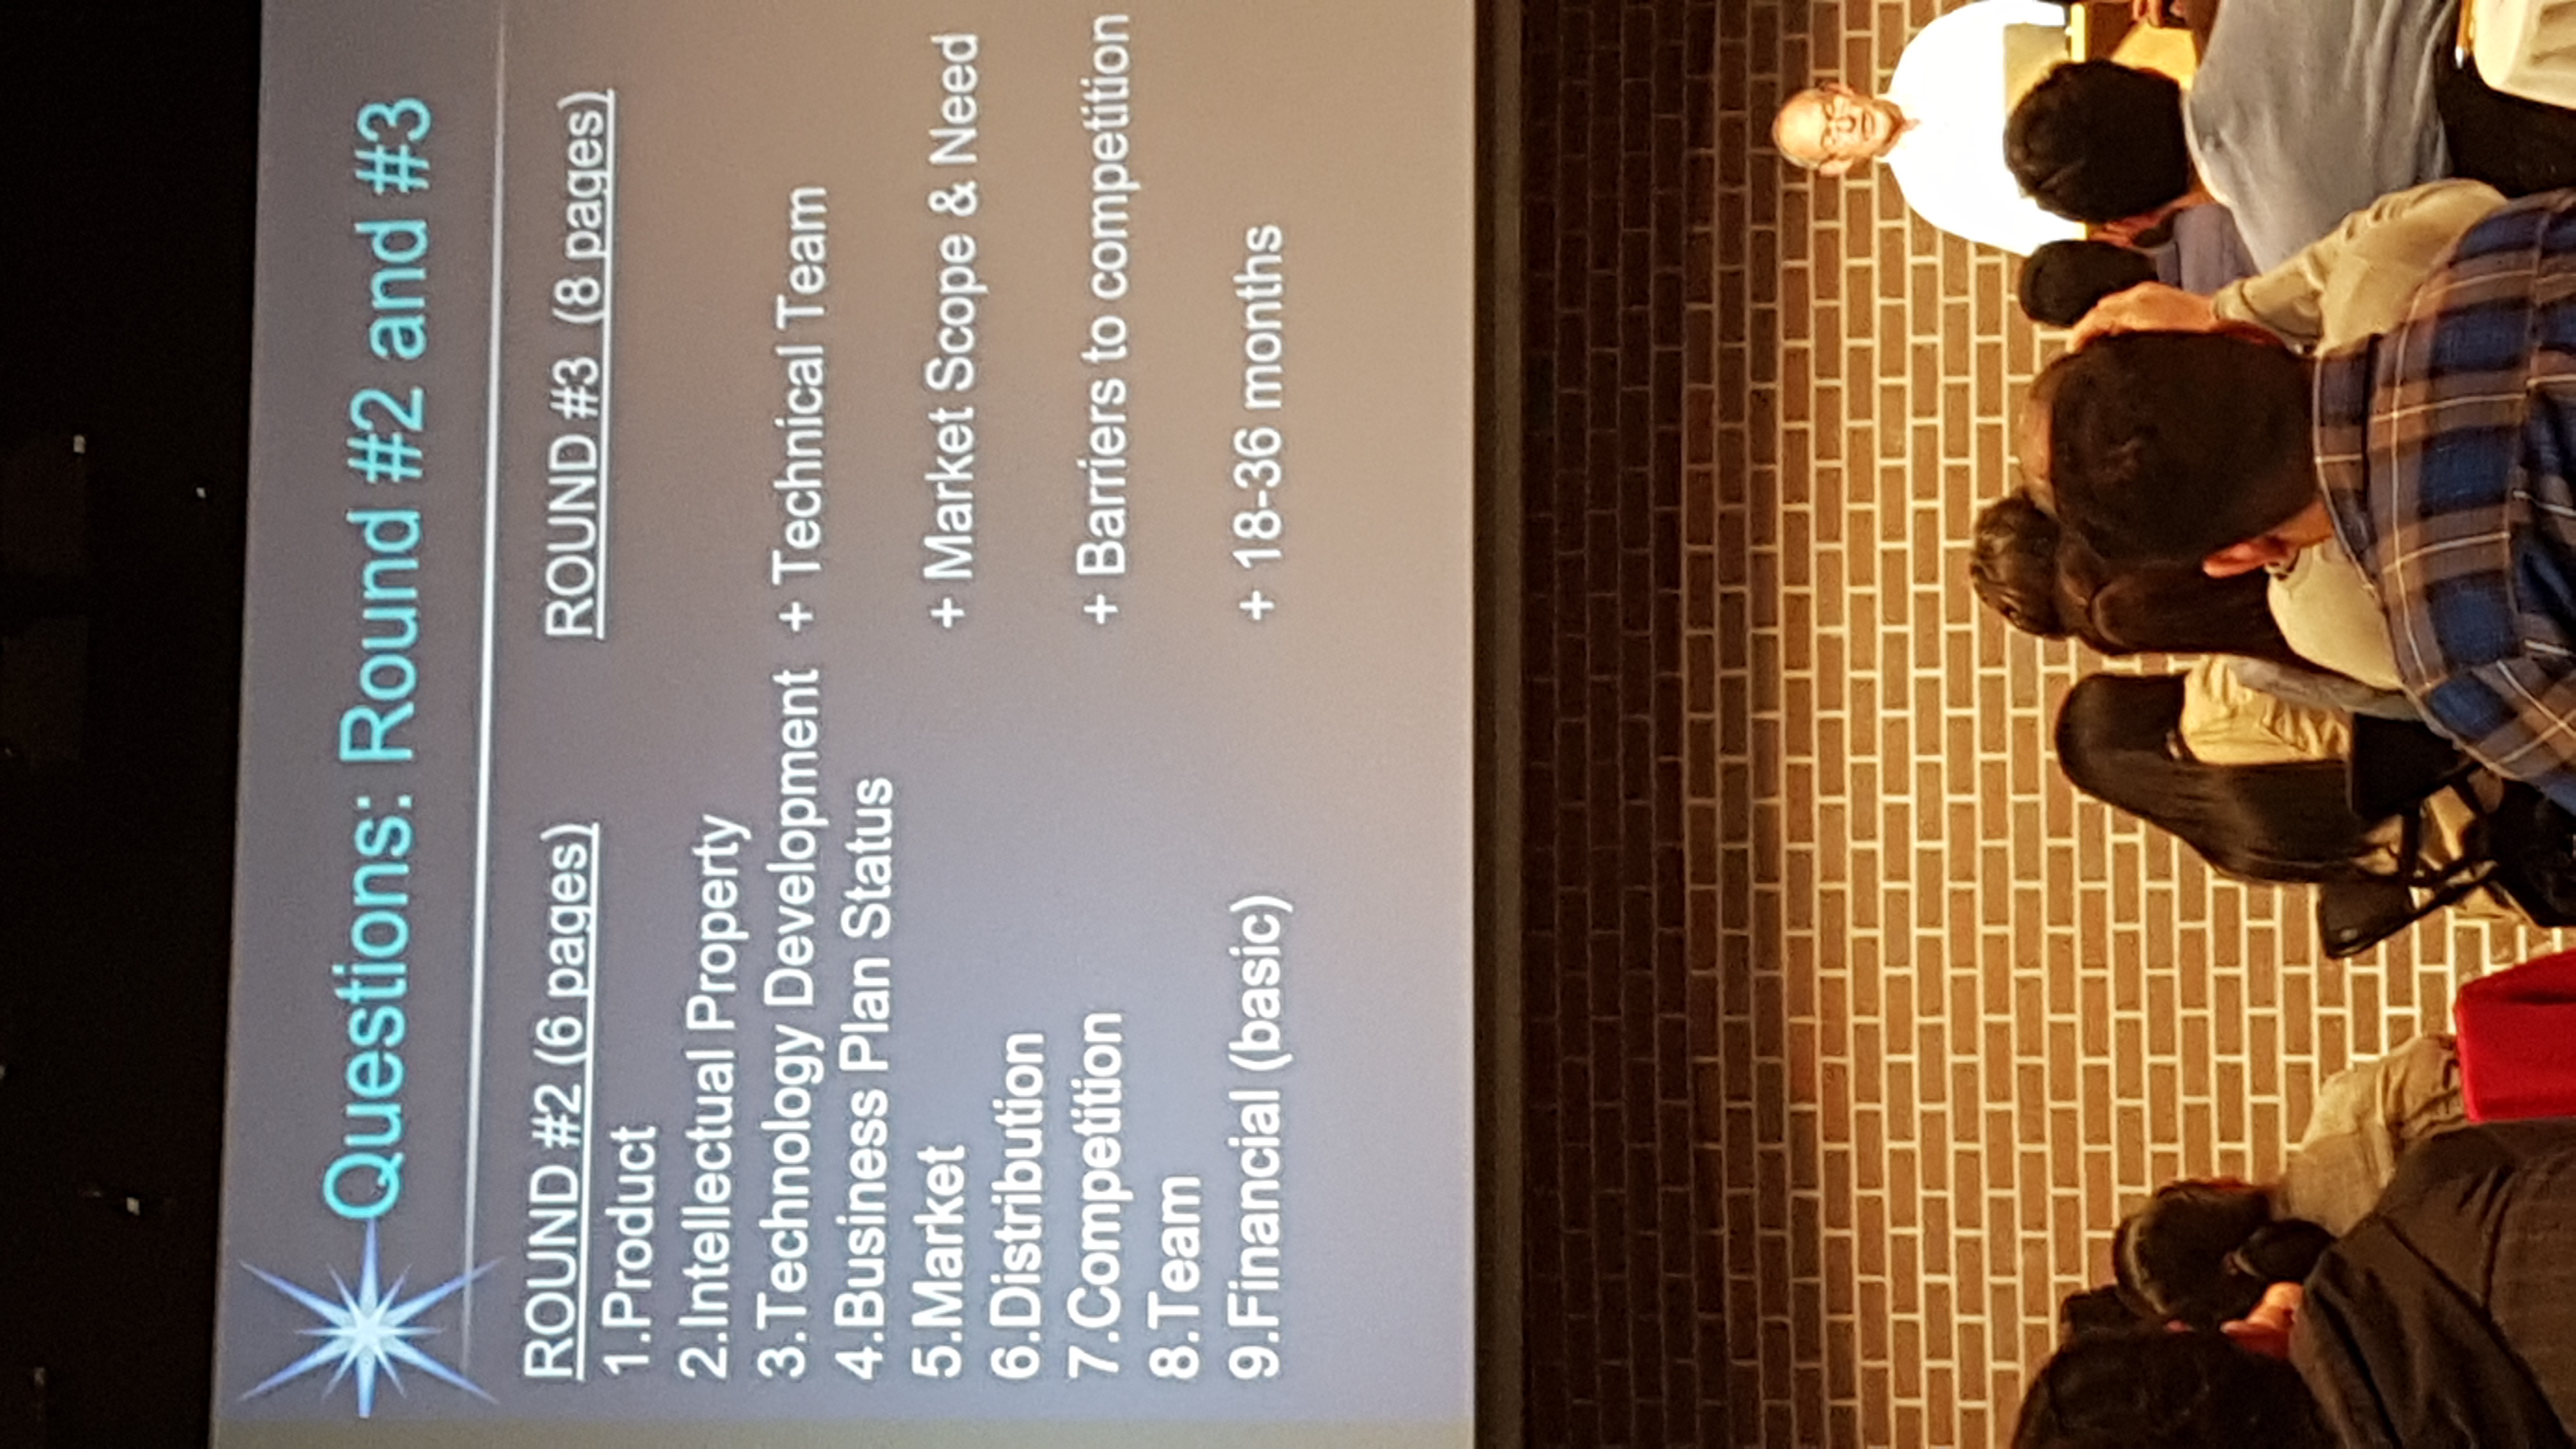 Questions: Round #2 and #3
ROUND #2 (6 pages)
1.Product
2.Intellectual Property
3.Technology Development
4.Business Plan Status
5.Market
6.Distribution
7.Competition
8.Team
9.Financial (basic)
ROUND #3 (8 pages)
+ Technical Team
+ Market Scope & Need
+ Barriers to competition
+ 18-36 months